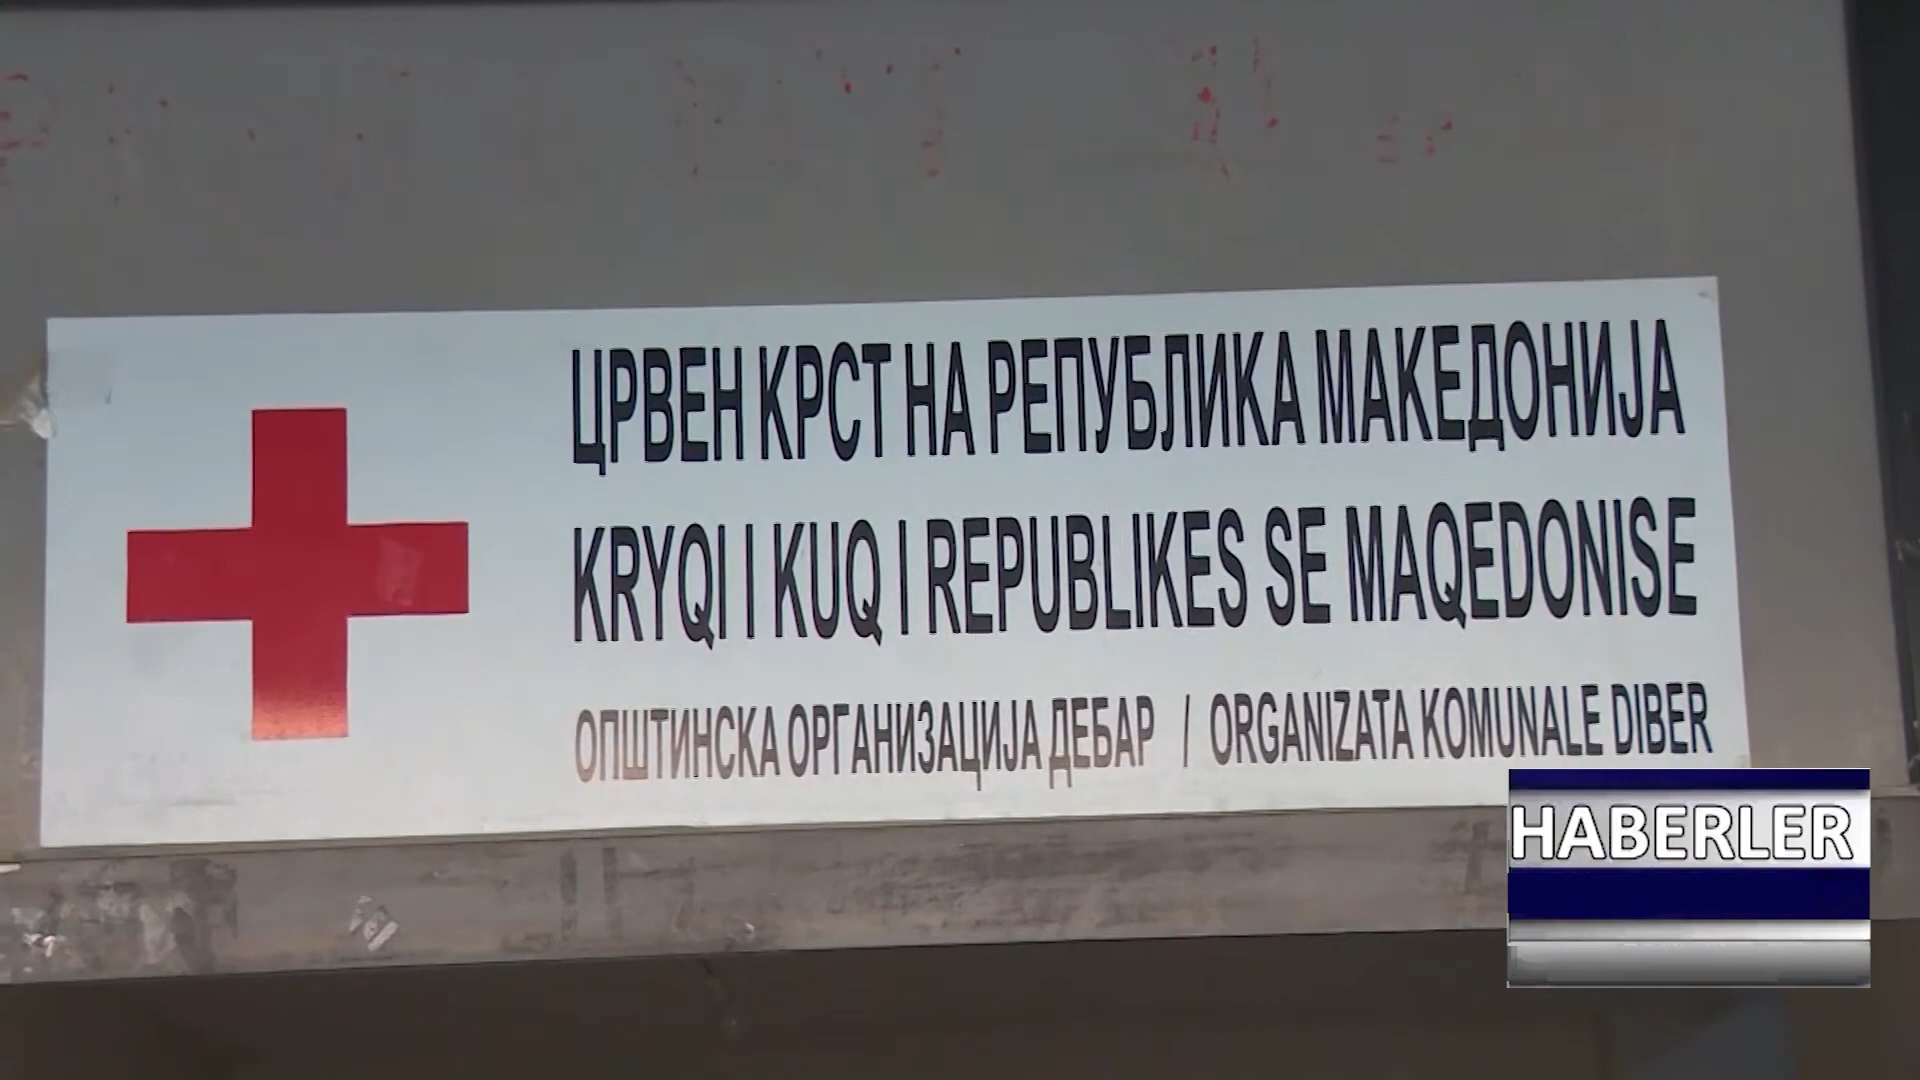 ЦРВЕН КРСТ НА РЕПУБЛИКА МАКЕДОНИЈА
KRYQI I KUQ I REPUBLIKES SE MAQEDONISE
ОПШТИНСКА ОРГАНИЗАЦИЈА ДЕБАР / ORGANIZATA KOMUNALE DIBER
HABERLER